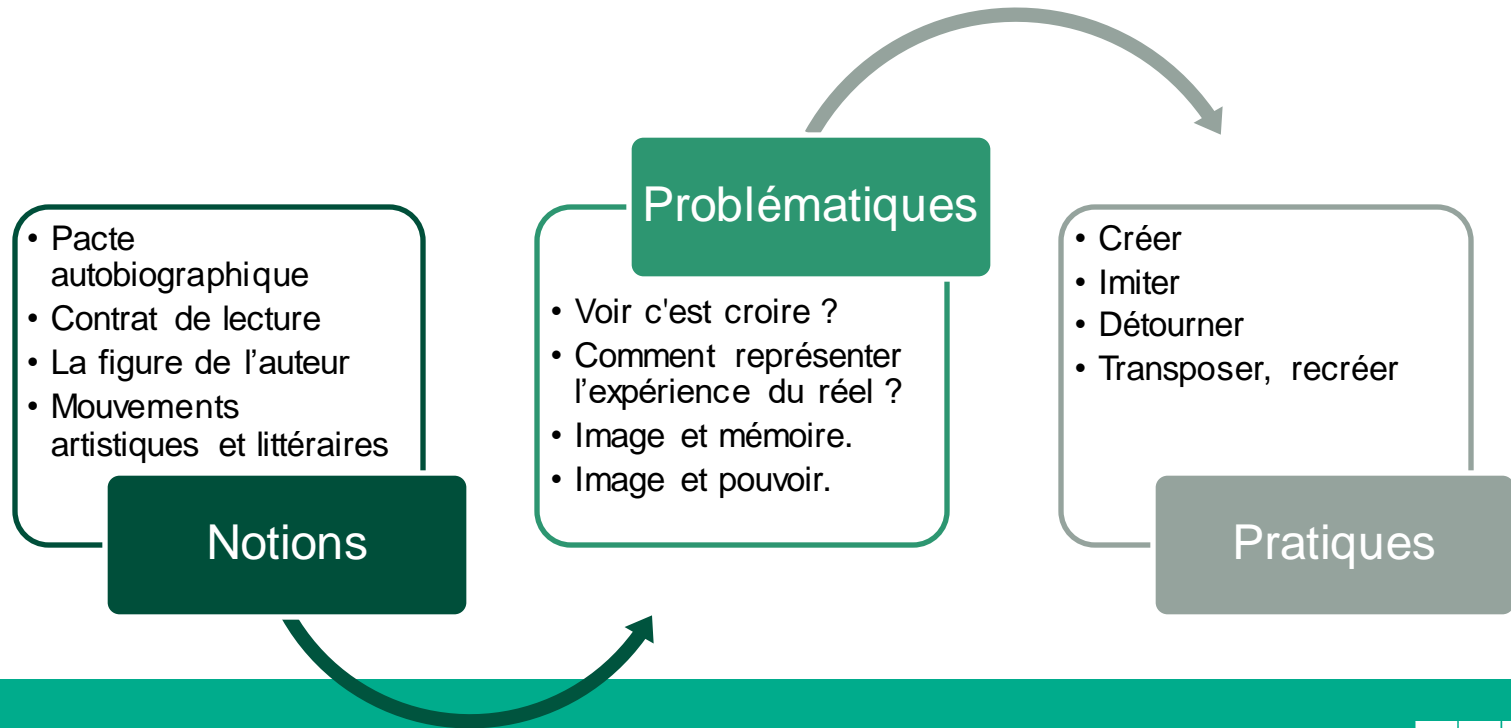 • Pacte
autobiographique
• Contrat de lecture
• La figure de l’auteur
• Mouvements
artistiques et littéraires
Notions
Problématiques
• Voir c'est croire ?
• Comment représenter
l’expérience du réel ?
• Image et mémoire.
• Image et pouvoir.
• Créer
• Imiter
• Détourner
• Transposer, recréer
Pratiques